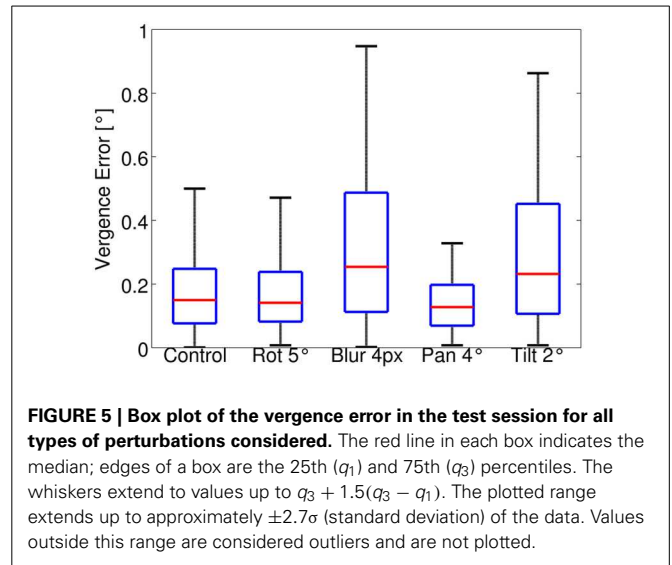 1
0.8
0.6
0.4
0.2
0
Vergence Error [°]
Control Rot 5° Blur 4px Pan 4° Tilt 2°
FIGURE 5 | Box plot of the vergence error in the test session for all
types of perturbations considered. The red line in each box indicates the
median; edges of a box are the 25th (q₁) and 75th (q₃) percentiles. The
whiskers extend to values up to q₃ + 1.5(q₃ − q₁). The plotted range
extends up to approximately ±2.7σ (standard deviation) of the data. Values
outside this range are considered outliers and are not plotted.